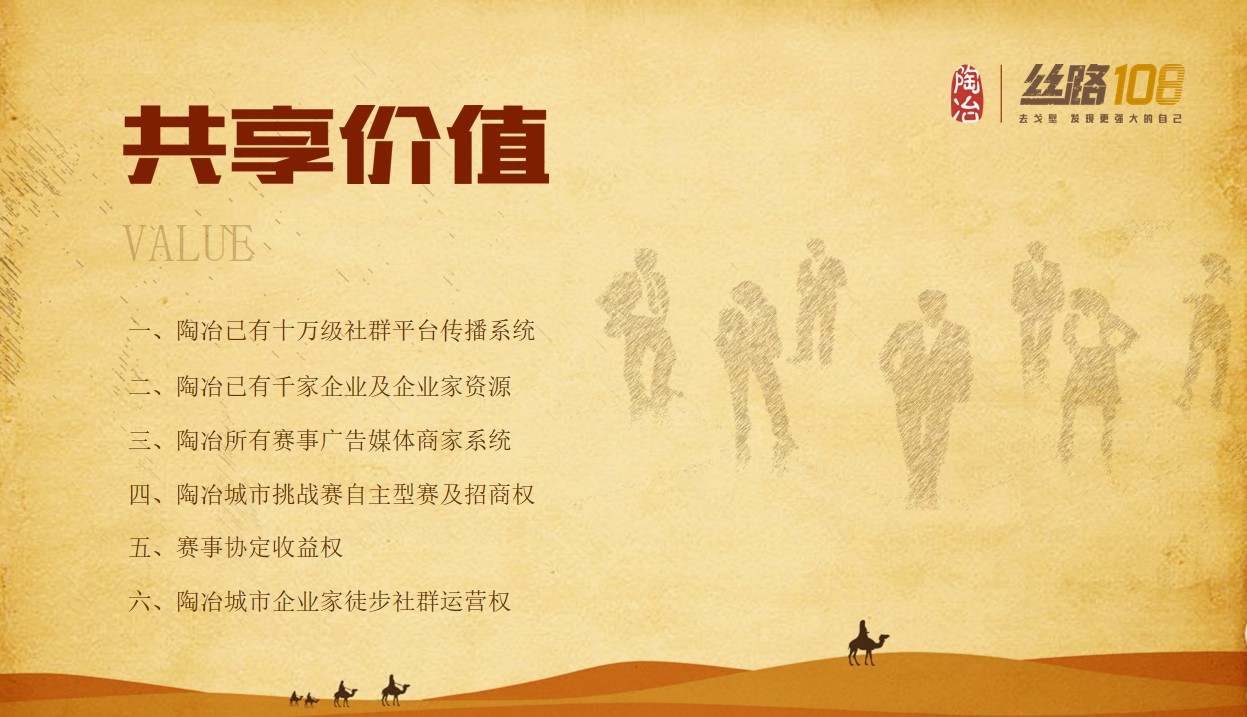 陶冶
丝路108
去戈壁 发现更强大的自己
共享价值
VALUE
一、陶冶已有十万级社群平台传播系统
二、陶冶已有千家企业及企业家资源
三、陶冶所有赛事广告媒体商家系统
四、陶冶城市挑战赛自主型赛及招商权
五、赛事协定收益权
六、陶冶城市企业家徒步社群运营权